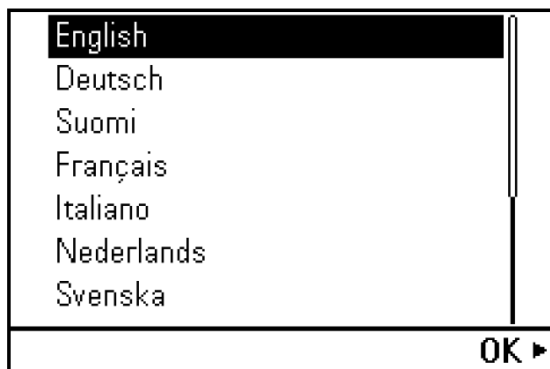 English
Deutsch
Suomi
Français
Italiano
Nederlands
Svenska
OK ►